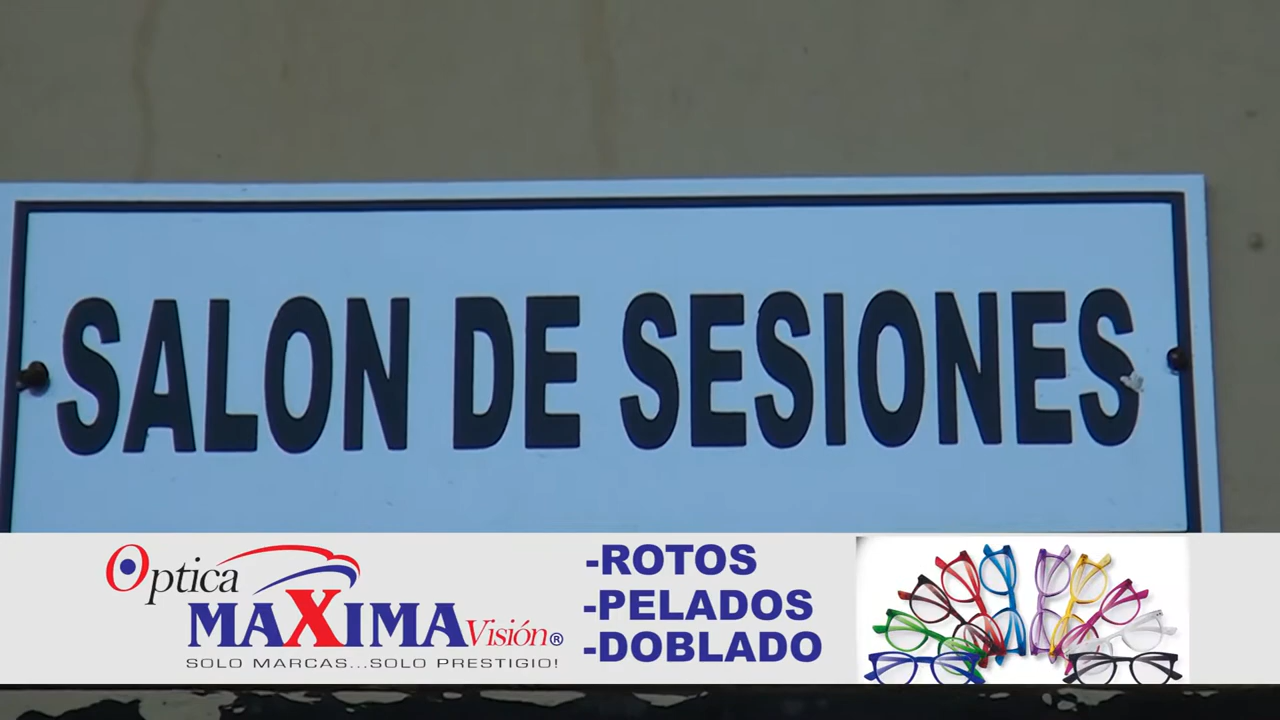 SALON DE SESIONES
Optica
MAXIMA Visión®
SOLO MARCAS...SOLO PRESTIGIO!
-ROTOS
-PELADOS
-DOBLADO